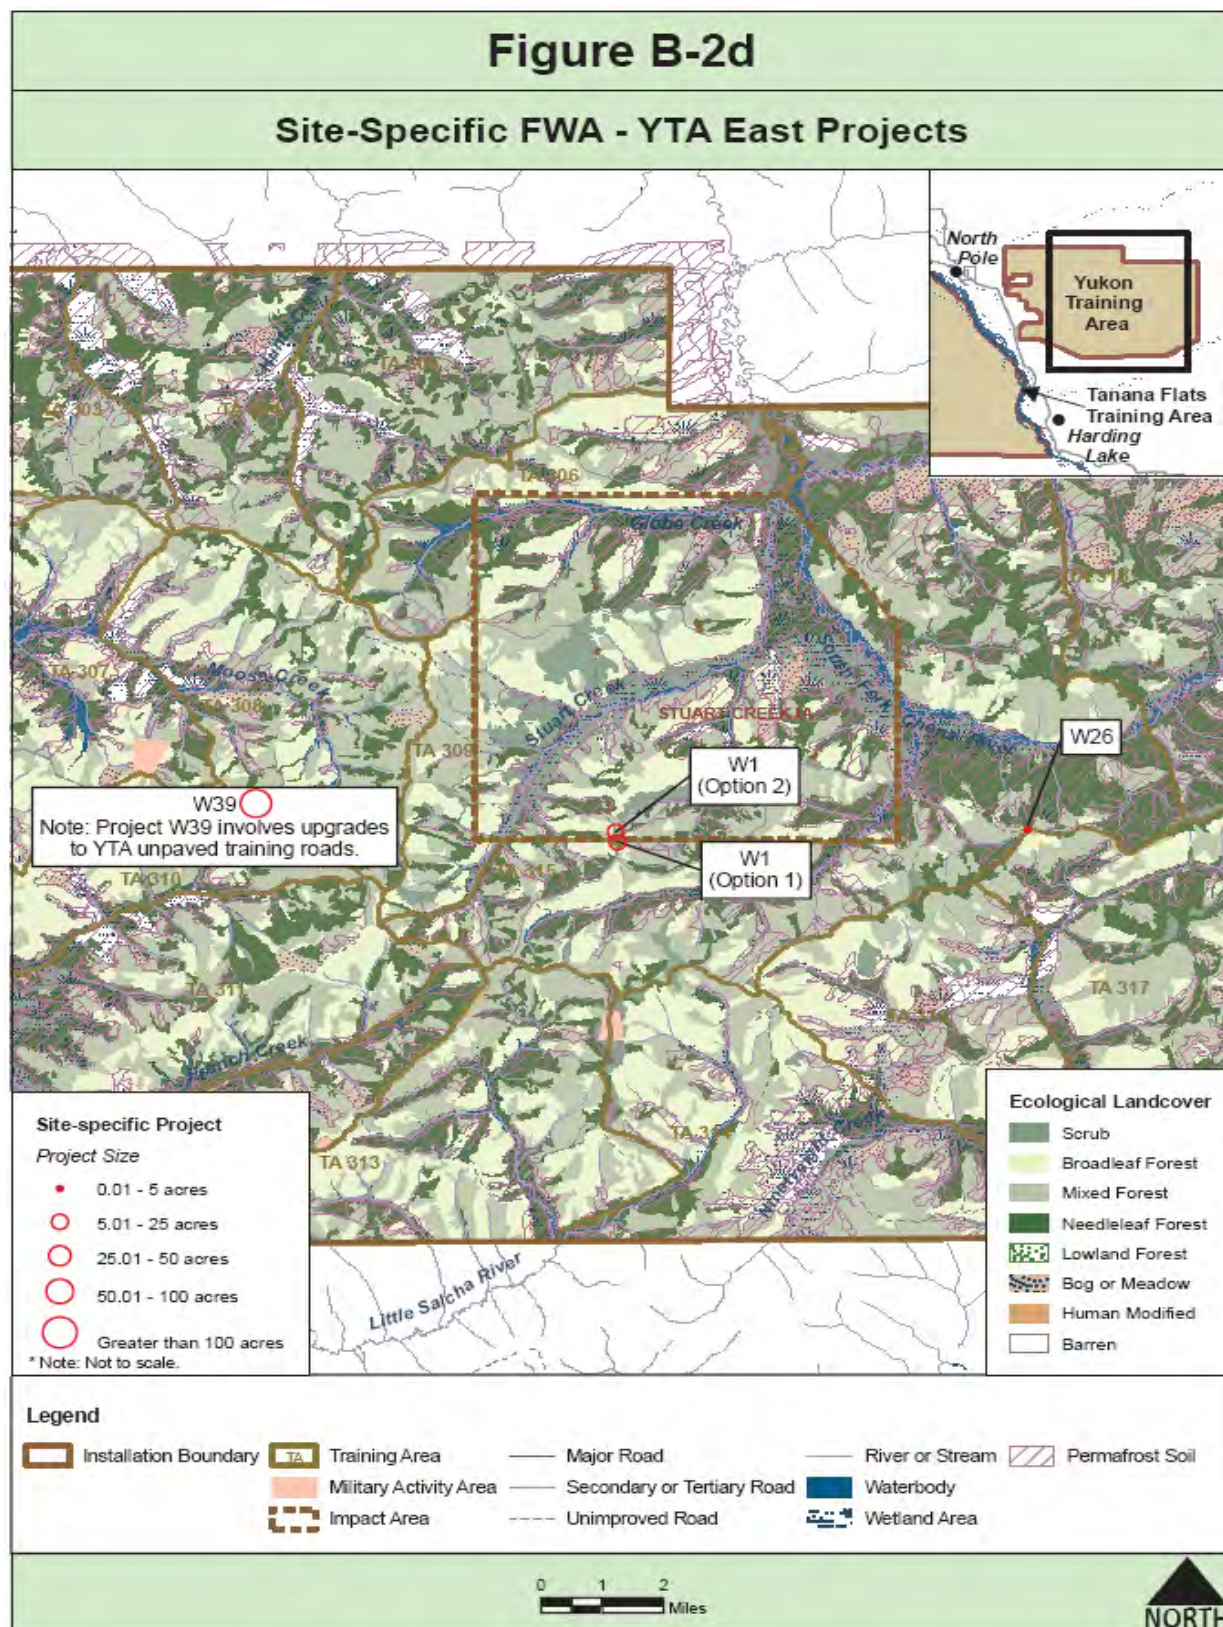 Figure B-2d
Site-Specific FWA - YTA East Projects
North
Pole
Yukon
Training
Area
Tanana Flats
Training Area
Harding
Lake
TA 303
TA 306
Globe Creek
TA 307
Moose Creek
TA 308
TA 309
Stuart Creek
STUART CREEK IA
W26
W1
(Option 2)
W39
Note: Project W39 involves upgrades
to YTA unpaved training roads.
W1
(Option 1)
TA 315
TA 310
TA 311
TA 317
French Creek
TA 313
Ninetyeight Creek
Little Salcha River
Site-specific Project
Project Size
0.01 - 5 acres
5.01 - 25 acres
25.01 - 50 acres
50.01 - 100 acres
Greater than 100 acres
* Note: Not to scale.
Ecological Landcover
Scrub
Broadleaf Forest
Mixed Forest
Needleleaf Forest
Lowland Forest
Bog or Meadow
Human Modified
Barren
Legend
Installation Boundary
TA Training Area
Major Road
River or Stream
Permafrost Soil
Military Activity Area
Secondary or Tertiary Road
Waterbody
Impact Area
Unimproved Road
Wetland Area
0 1 2
Miles
NORTH